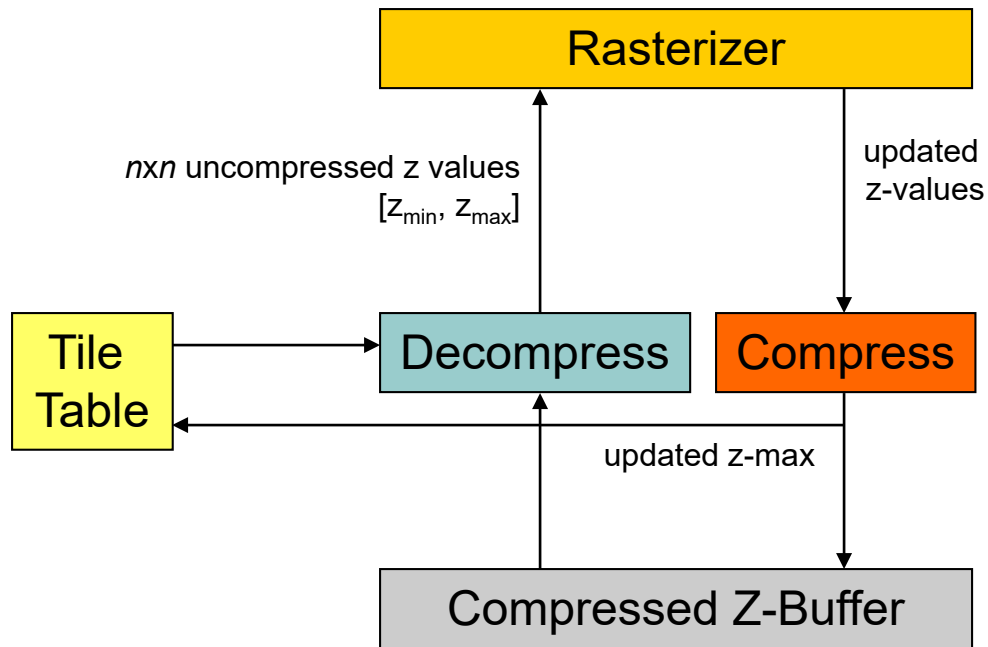 Rasterizer
nxn uncompressed z values
[zmin, zmax]
updated
z-values
Tile
Table
Decompress
Compress
updated z-max
Compressed Z-Buffer